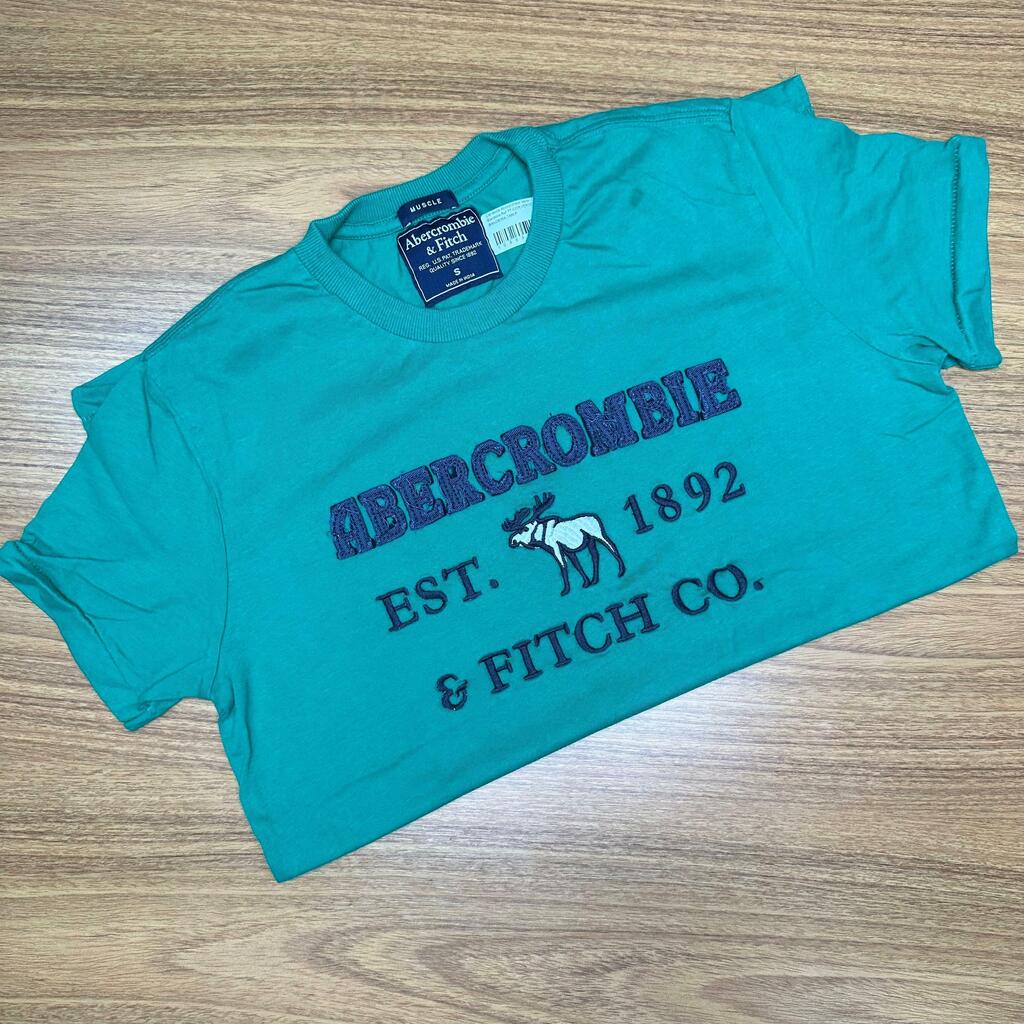 MUSCLE
Abercrombie
& Fitch
REG. U.S. PAT. TRADEMARK
QUALITY SINCE 1892
S
MADE IN INDIA
ABERCROMBIE
EST. 1892
& FITCH CO.